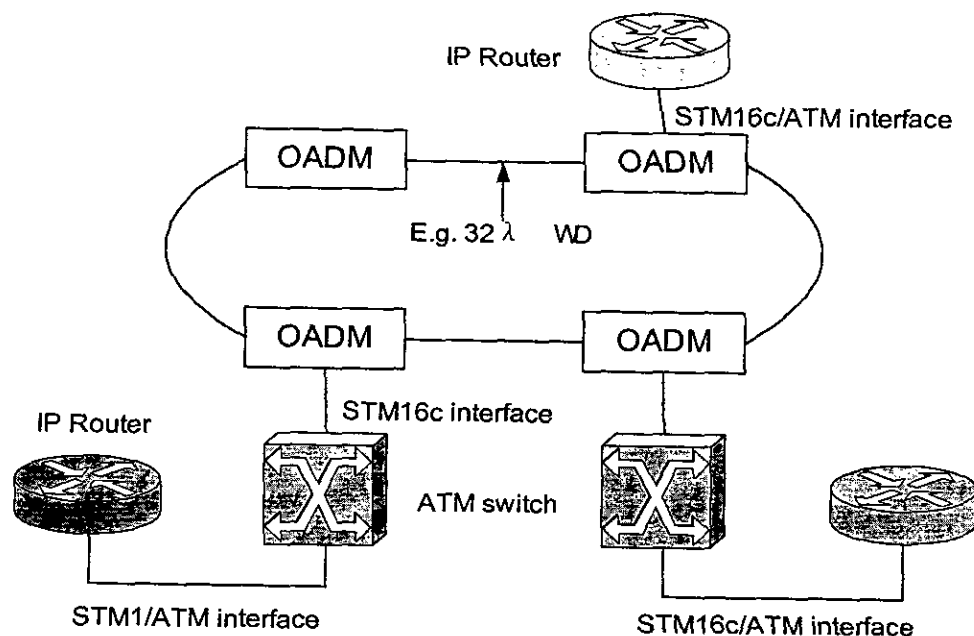 IP Router
STM16c/ATM interface
OADM
OADM
E.g. 32 λ WD
OADM
OADM
STM16c interface
IP Router
ATM switch
STM1/ATM interface
STM16c/ATM interface